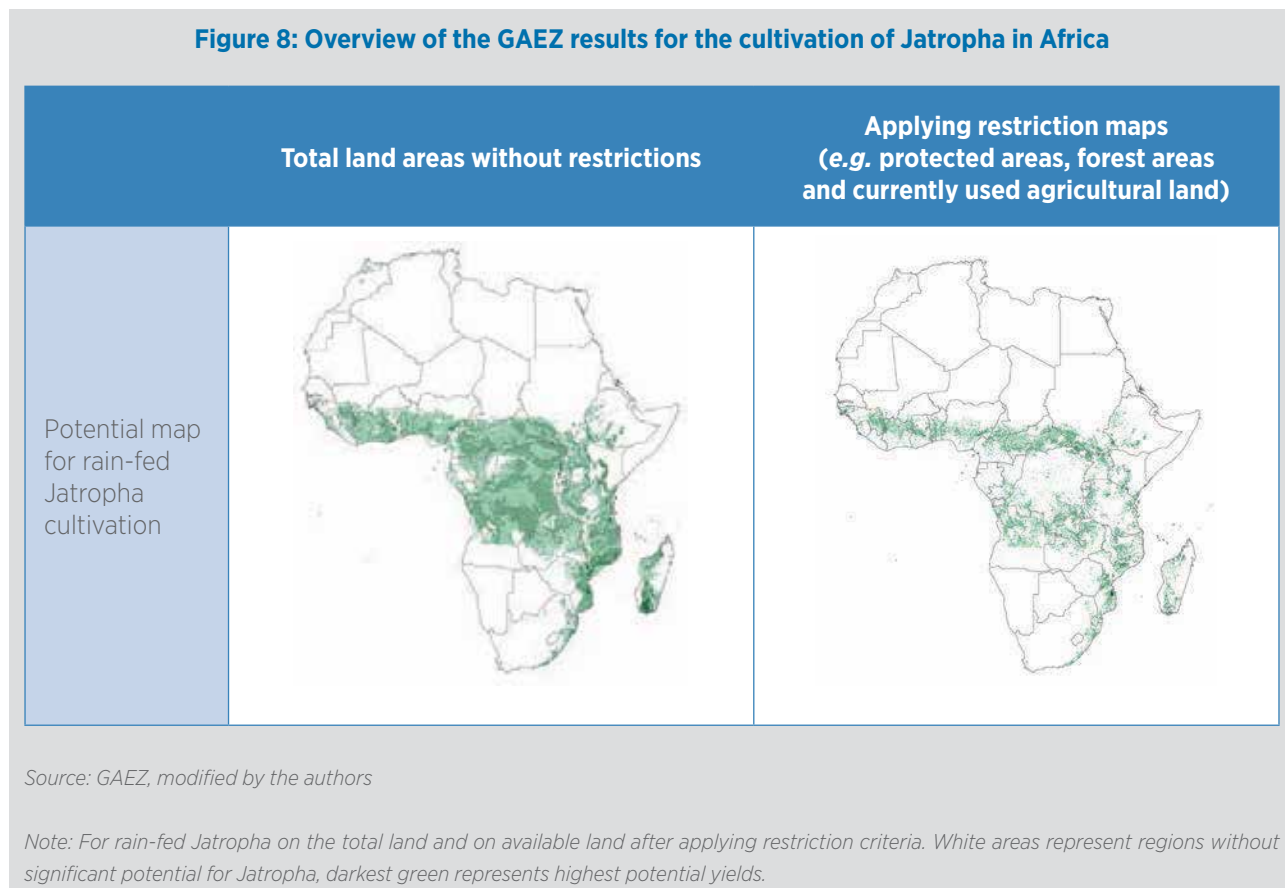 Figure 8: Overview of the GAEZ results for the cultivation of Jatropha in Africa
Total land areas without restrictions
Applying restriction maps
(e.g. protected areas, forest areas
and currently used agricultural land)
Potential map
for rain-fed
Jatropha
cultivation
Source: GAEZ, modified by the authors
Note: For rain-fed Jatropha on the total land and on available land after applying restriction criteria. White areas represent regions without
significant potential for Jatropha, darkest green represents highest potential yields.